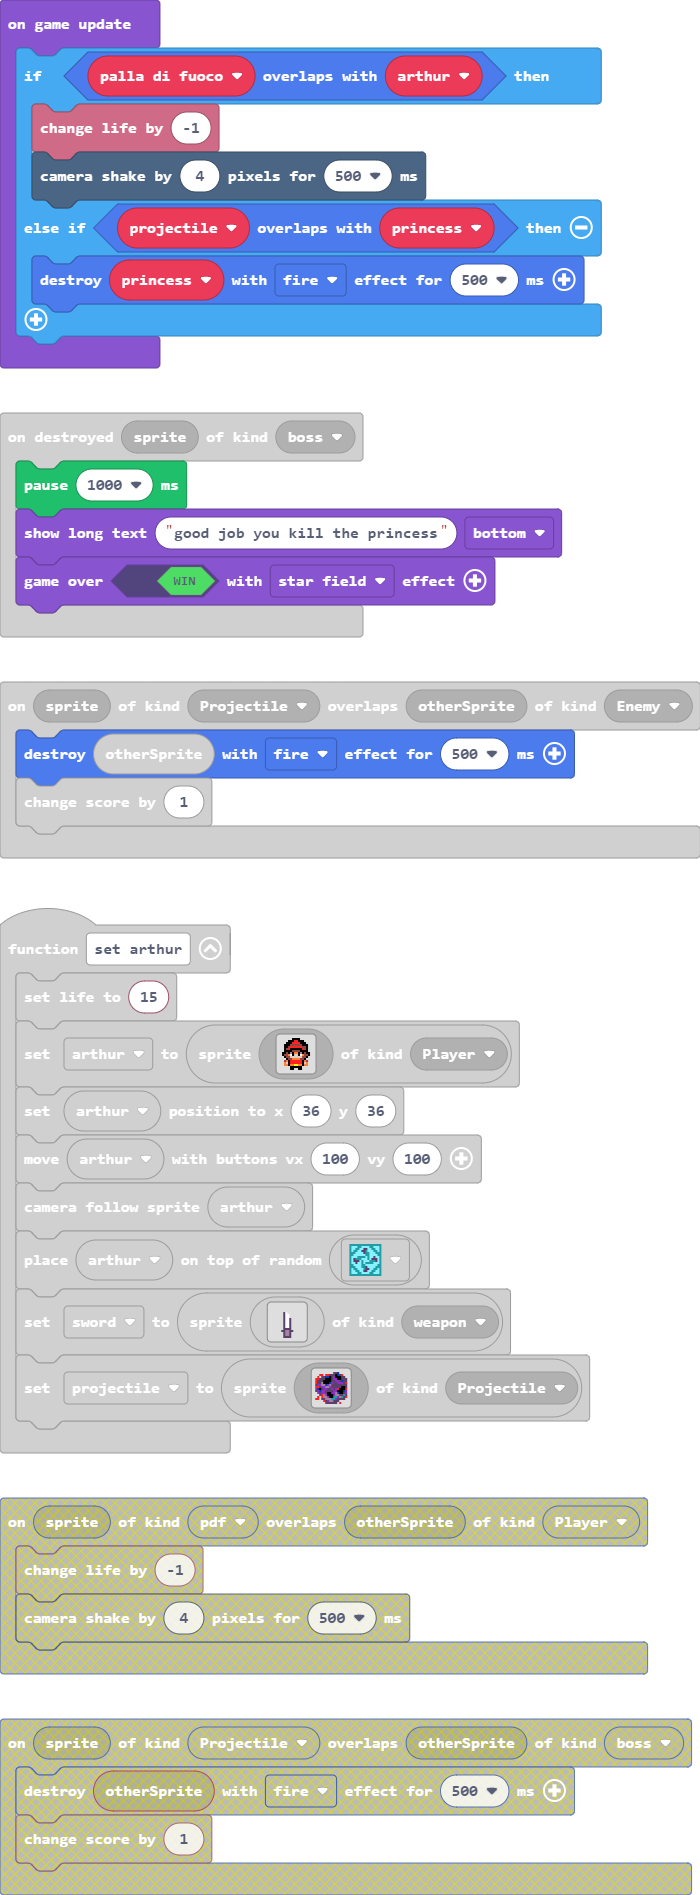 on game update
if palla di fuoco overlaps with arthur then
change life by -1
camera shake by 4 pixels for 500 ms
else if projectile overlaps with princess then
destroy princess with fire effect for 500 ms
on destroyed sprite of kind boss
pause 1000 ms
show long text "good job you kill the princess" bottom
game over WIN with star field effect
on sprite of kind Projectile overlaps otherSprite of kind Enemy
destroy otherSprite with fire effect for 500 ms
change score by 1
function set arthur
set life to 15
set arthur to sprite of kind Player
set arthur position to x 36 y 36
move arthur with buttons vx 100 vy 100
camera follow sprite arthur
place arthur on top of random
set sword to sprite of kind weapon
set projectile to sprite of kind Projectile
on sprite of kind pdf overlaps otherSprite of kind Player
change life by -1
camera shake by 4 pixels for 500 ms
on sprite of kind Projectile overlaps otherSprite of kind boss
destroy otherSprite with fire effect for 500 ms
change score by 1